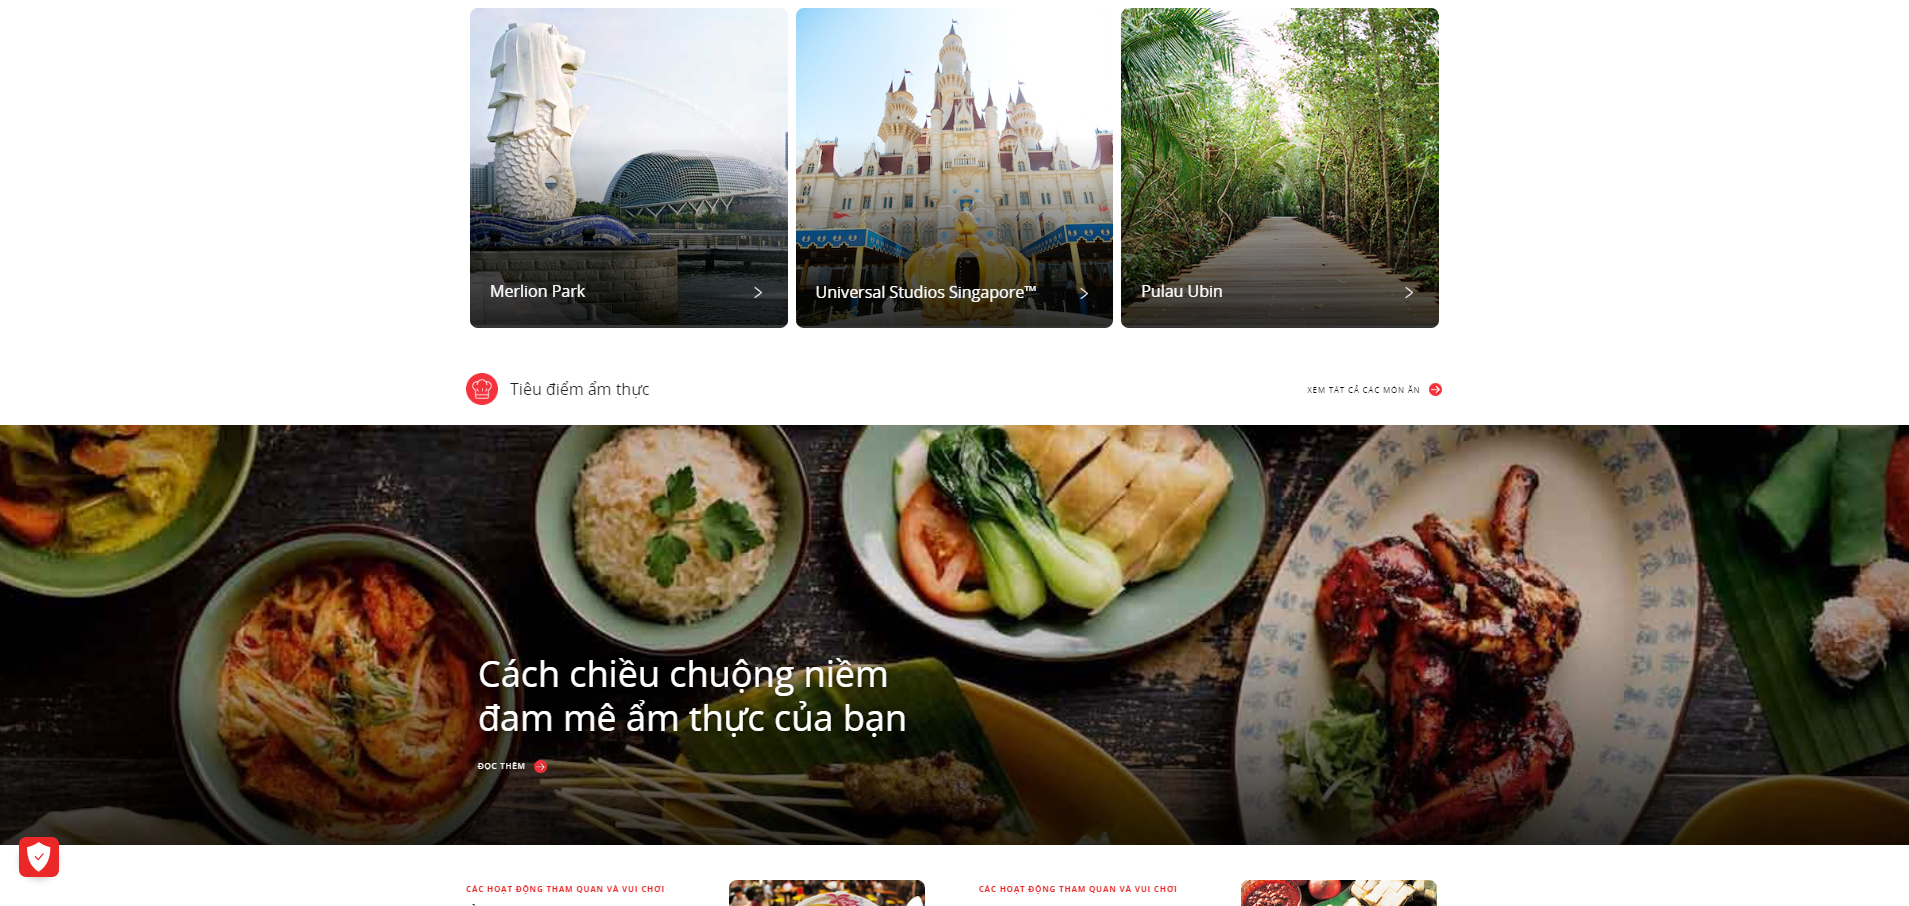 Merlion Park
Universal Studios Singapore™
Pulau Ubin
Tiêu điểm ẩm thực
XEM TẤT CẢ CÁC MÓN ĂN
Cách chiều chuộng niềm
đam mê ẩm thực của bạn
ĐỌC THÊM
CÁC HOẠT ĐỘNG THAM QUAN VÀ VUI CHƠI
CÁC HOẠT ĐỘNG THAM QUAN VÀ VUI CHƠI